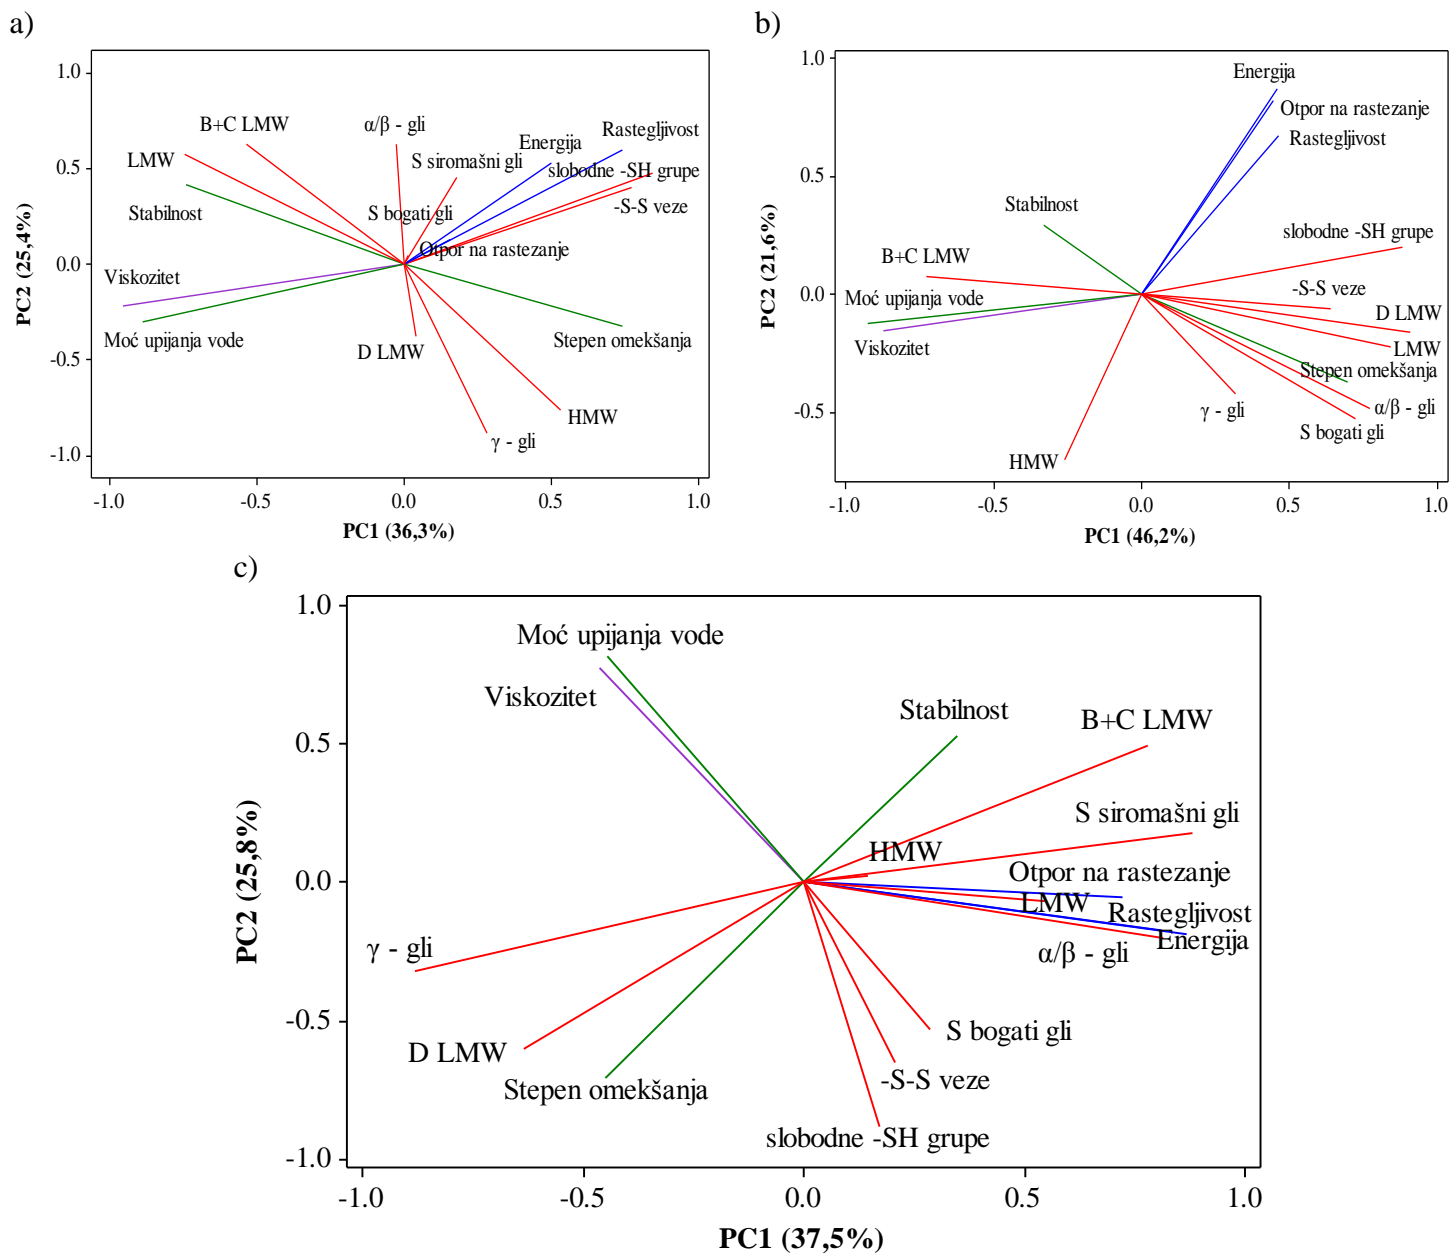 a)
1.0
0.5
0.0
-0.5
-1.0
PC2 (25,4%)
B+C LMW
α/β - gli
Rastegljivost
Energija
LMW
S siromašni gli
slobodne -SH grupe
Stabilnost
S bogati gli
-S-S veze
Otpor na rastezanje
Viskozitet
Moć upijanja vode
D LMW
Stepen omekšanja
HMW
γ - gli
-1.0
-0.5
0.0
0.5
1.0
PC1 (36,3%)
b)
1.0
0.5
0.0
-0.5
PC2 (21,6%)
Energija
Otpor na rastezanje
Rastegljivost
Stabilnost
slobodne -SH grupe
B+C LMW
-S-S veze
Moć upijanja vode
D LMW
Viskozitet
LMW
Stepen omekšanja
γ - gli
α/β - gli
S bogati gli
HMW
-1.0
-0.5
0.0
0.5
1.0
PC1 (46,2%)
c)
1.0
0.5
0.0
-0.5
-1.0
PC2 (25,8%)
Moć upijanja vode
Viskozitet
Stabilnost
B+C LMW
S siromašni gli
HMW
Otpor na rastezanje
LMW
Rastegljivost
Energija
α/β - gli
γ - gli
S bogati gli
D LMW
-S-S veze
Stepen omekšanja
slobodne -SH grupe
-1.0
-0.5
0.0
0.5
1.0
PC1 (37,5%)